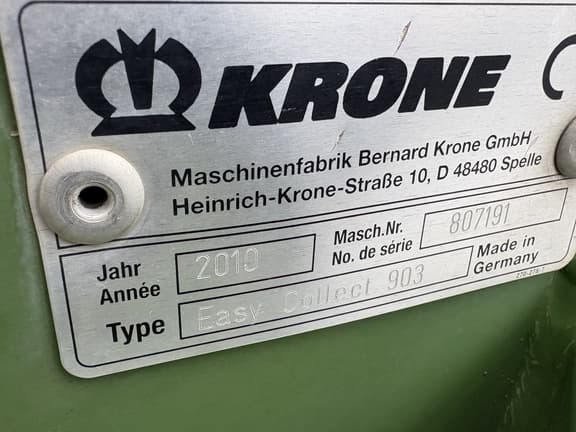 KRONE
Maschinenfabrik Bernard Krone GmbH
Heinrich-Krone-Straße 10, D 48480 Spelle
Jahr
Année
2010
Masch.Nr.
No. de série
807191
Type
Easy Collect 903
Made in
Germany